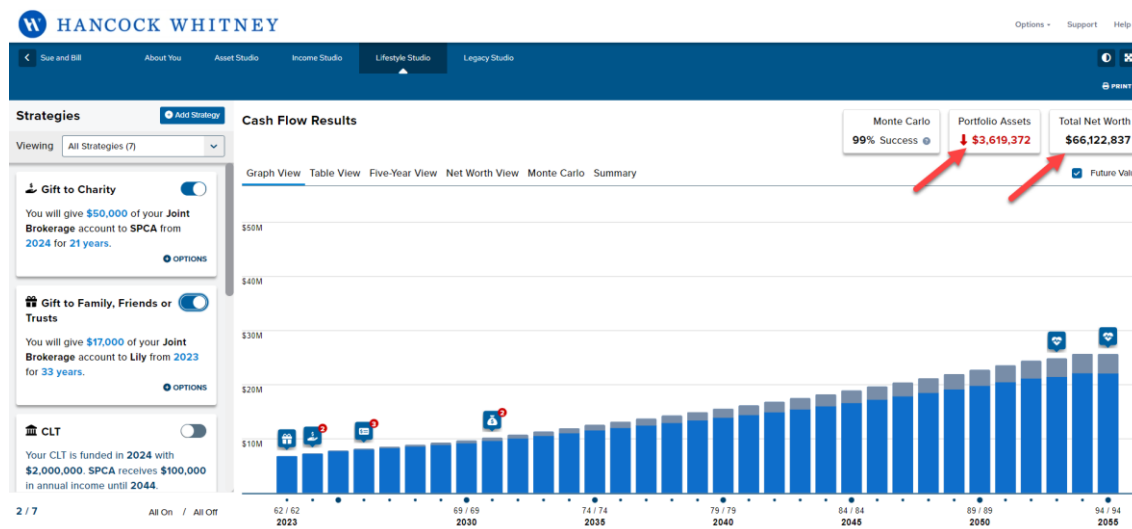 HANCOCK WHITNEY
Options
Support
Help
Sue and Bill
About You
Asset Studio
Income Studio
Lifestyle Studio
Legacy Studio
PRINT
Strategies
Add Strategy
Viewing
All Strategies (7)
Gift to Charity
You will give $50,000 of your Joint
Brokerage account to SPCA from
2024 for 21 years.
OPTIONS
Gift to Family, Friends or
Trusts
You will give $17,000 of your Joint
Brokerage account to Lily from 2023
for 33 years.
OPTIONS
CLT
Your CLT is funded in 2024 with
$2,000,000. SPCA receives $100,000
in annual income until 2044.
2 / 7
All On / All Off
Cash Flow Results
Monte Carlo
99% Success
Portfolio Assets
$3,619,372
Total Net Worth
$66,122,837
Graph View
Table View
Five-Year View
Net Worth View
Monte Carlo
Summary
Future Val
$50M
$40M
$30M
$20M
$10M
2
3
2
62 / 62
2023
69 / 69
2030
74 / 74
2035
79 / 79
2040
84 / 84
2045
89 / 89
2050
94 / 94
2055